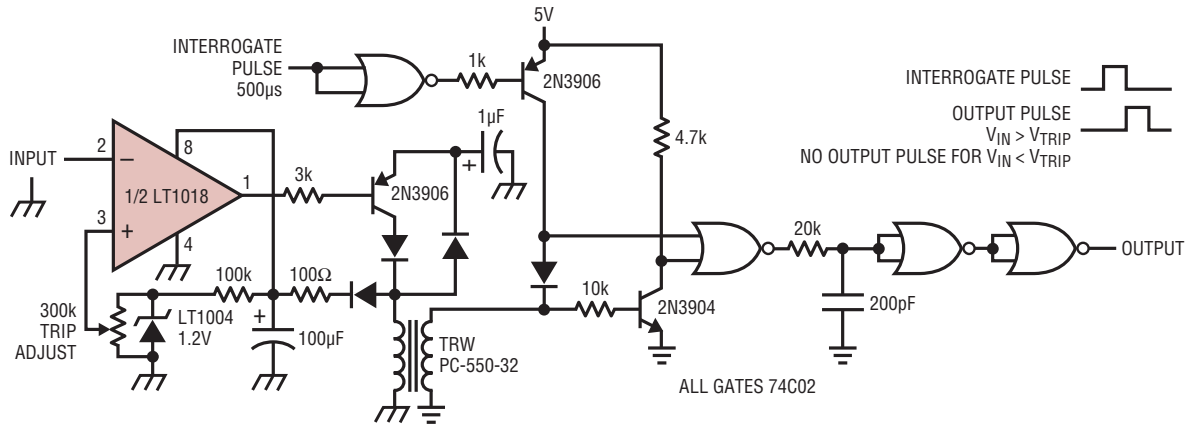 5V
INTERROGATE
PULSE
500µs
1k
2N3906
INTERROGATE PULSE
OUTPUT PULSE
VIN > VTRIP
NO OUTPUT PULSE FOR VIN < VTRIP
1µF
+
4.7k
INPUT
2
–
8
1/2 LT1018
1
3
+
4
3k
2N3906
20k
OUTPUT
200pF
300k
TRIP
ADJUST
LT1004
1.2V
100k
100Ω
+
100µF
10k
2N3904
TRW
PC-550-32
ALL GATES 74C02